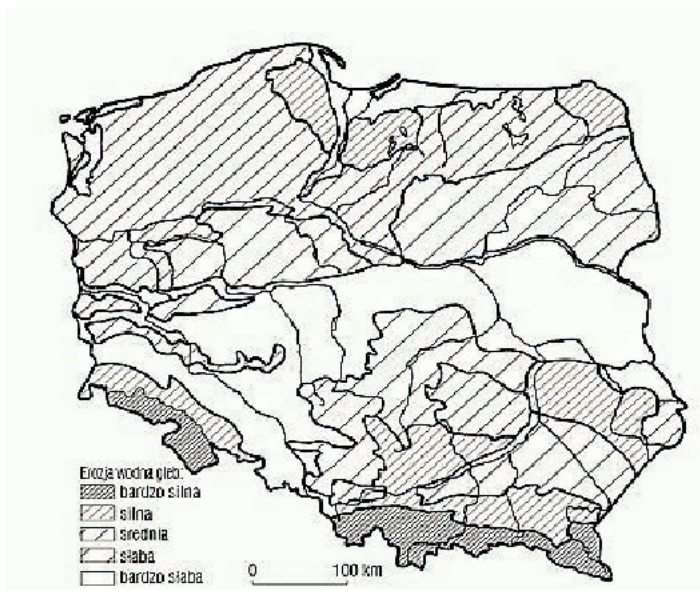 Erozja wodna gleb:
bardzo silna
silna
średnia
słaba
bardzo słaba
0 100 km